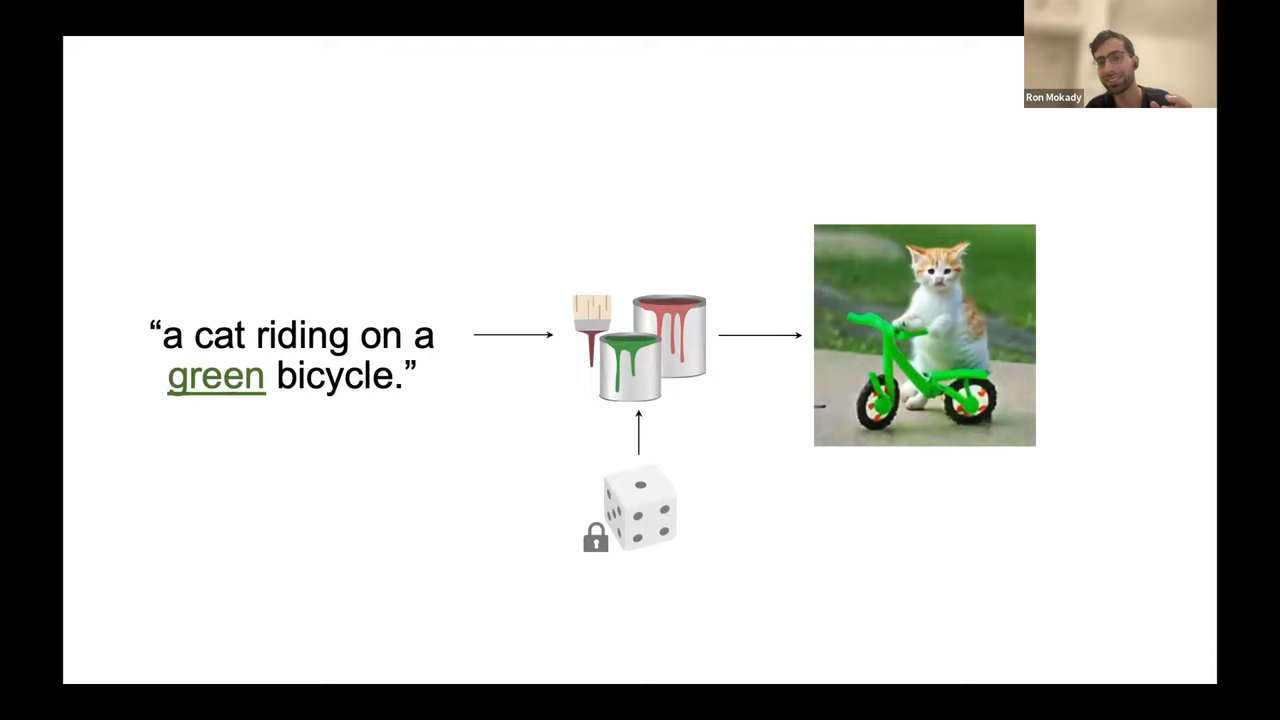 Ron Mokady
“a cat riding on a
green bicycle.”